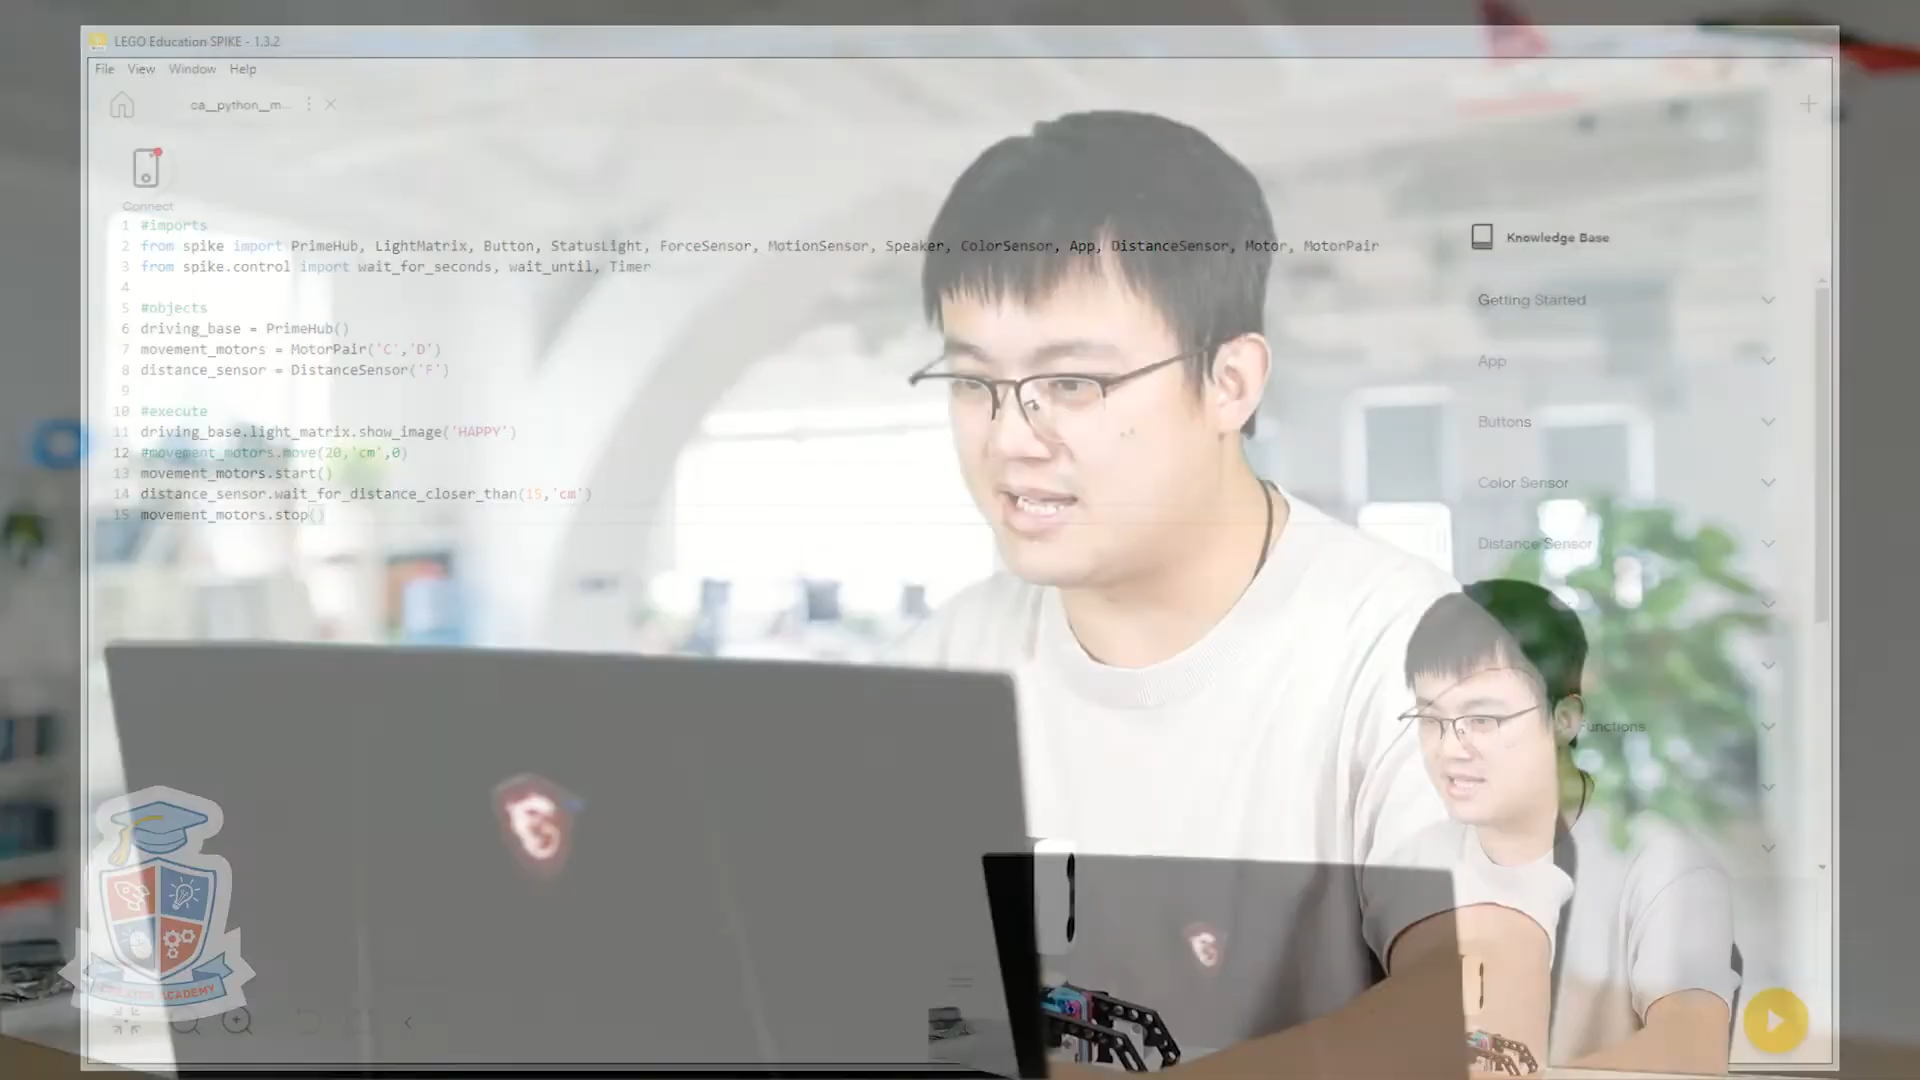 LEGO Education SPIKE - 1.3.2
File View Window Help
ca__python__m...
Connect
1 #imports
2 from spike import PrimeHub, LightMatrix, Button, StatusLight, ForceSensor, MotionSensor, Speaker, ColorSensor, App, DistanceSensor, Motor, MotorPair
3 from spike.control import wait_for_seconds, wait_until, Timer
4
5 #objects
6 driving_base = PrimeHub()
7 movement_motors = MotorPair('C','D')
8 distance_sensor = DistanceSensor('F')
9
10 #execute
11 driving_base.light_matrix.show_image('HAPPY')
12 #movement_motors.move(20,'cm',0)
13 movement_motors.start()
14 distance_sensor.wait_for_distance_closer_than(15,'cm')
15 movement_motors.stop()
Knowledge Base
Getting Started
App
Buttons
Color Sensor
Distance Sensor
Functions
ACADEMY